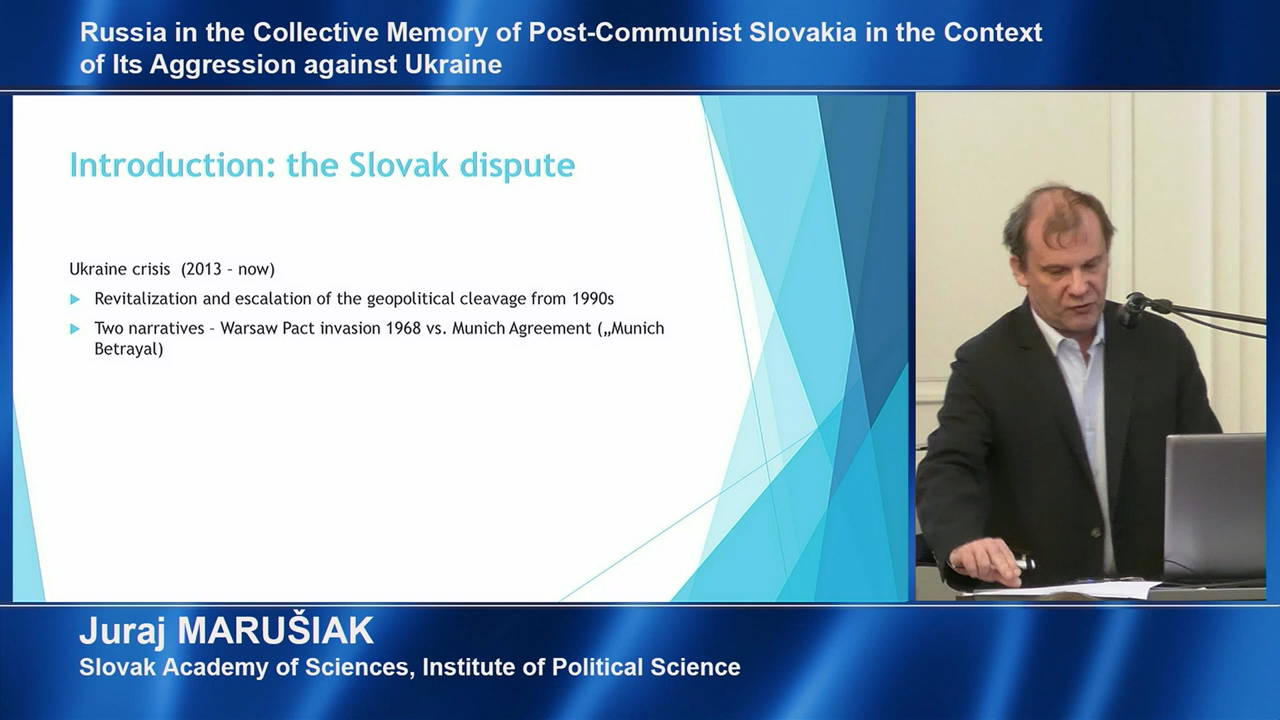 Russia in the Collective Memory of Post-Communist Slovakia in the Context
of Its Aggression against Ukraine
Introduction: the Slovak dispute
Ukraine crisis (2013 – now)
Revitalization and escalation of the geopolitical cleavage from 1990s
Two narratives – Warsaw Pact invasion 1968 vs. Munich Agreement („Munich
Betrayal)
Juraj MARUŠIAK
Slovak Academy of Sciences, Institute of Political Science